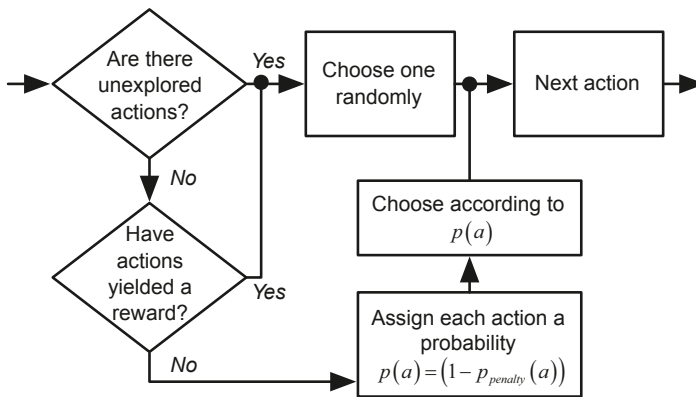 Are there
unexplored
actions?
Yes
Choose one
randomly
Next action
No
Have
actions
yielded a
reward?
Yes
No
Choose according to
p(a)
Assign each action a
probability
p(a)=(1− p_penalty(a))